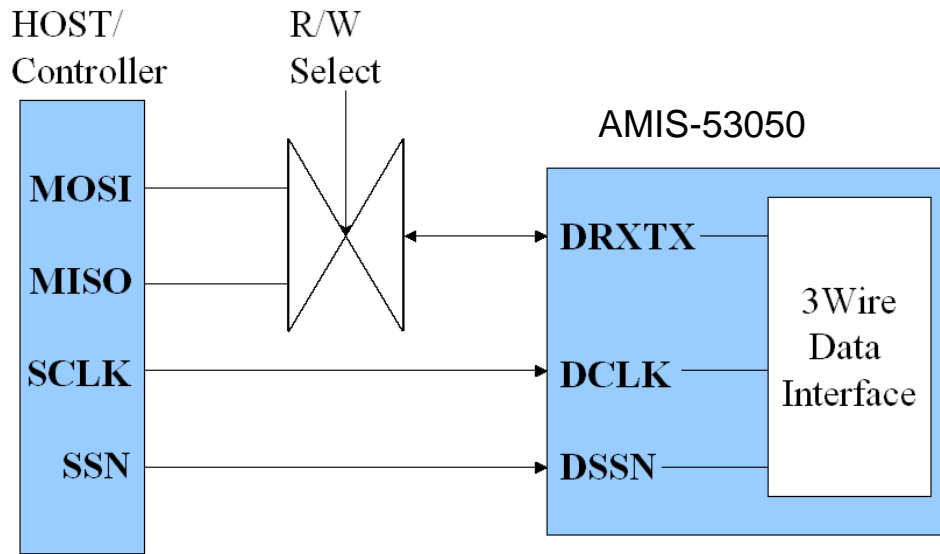 HOST/
Controller
R/W
Select
AMIS-53050
MOSI
MISO
SCLK
SSN
DRXTX
DCLK
DSSN
3Wire
Data
Interface